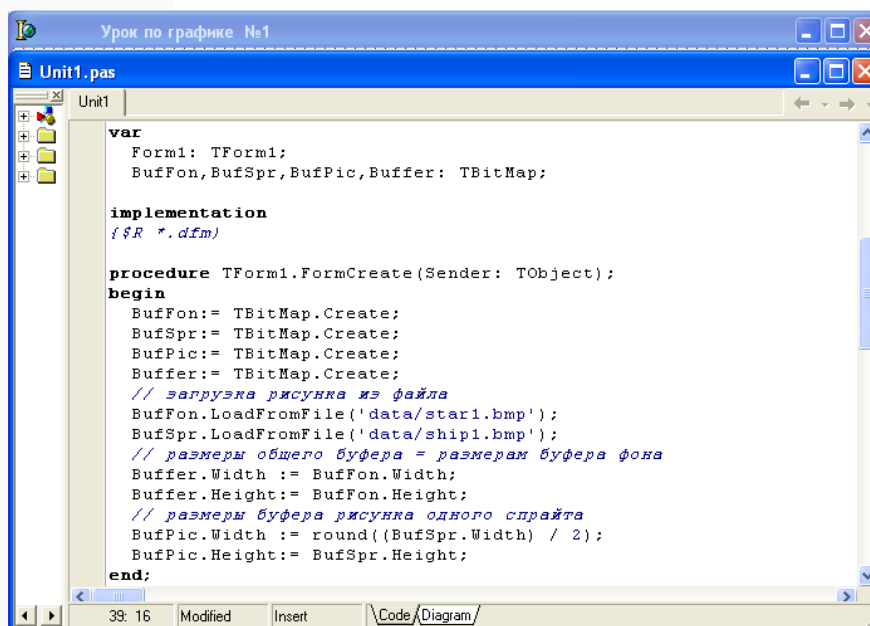 Урок по графике №1
Unit1.pas
Unit1
var
Form1: TForm1;
BufFon,BufSpr,BufPic,Buffer: TBitMap;
implementation
{$R *.dfm}
procedure TForm1.FormCreate(Sender: TObject);
begin
BufFon:= TBitMap.Create;
BufSpr:= TBitMap.Create;
BufPic:= TBitMap.Create;
Buffer:= TBitMap.Create;
// загрузка рисунка из файла
BufFon.LoadFromFile('data/star1.bmp');
BufSpr.LoadFromFile('data/ship1.bmp');
// размеры общего буфера = размерам буфера фона
Buffer.Width := BufFon.Width;
Buffer.Height:= BufFon.Height;
// размеры буфера рисунка одного спрайта
BufPic.Width := round((BufSpr.Width) / 2);
BufPic.Height:= BufSpr.Height;
end;
39: 16 Modified Insert Code Diagram